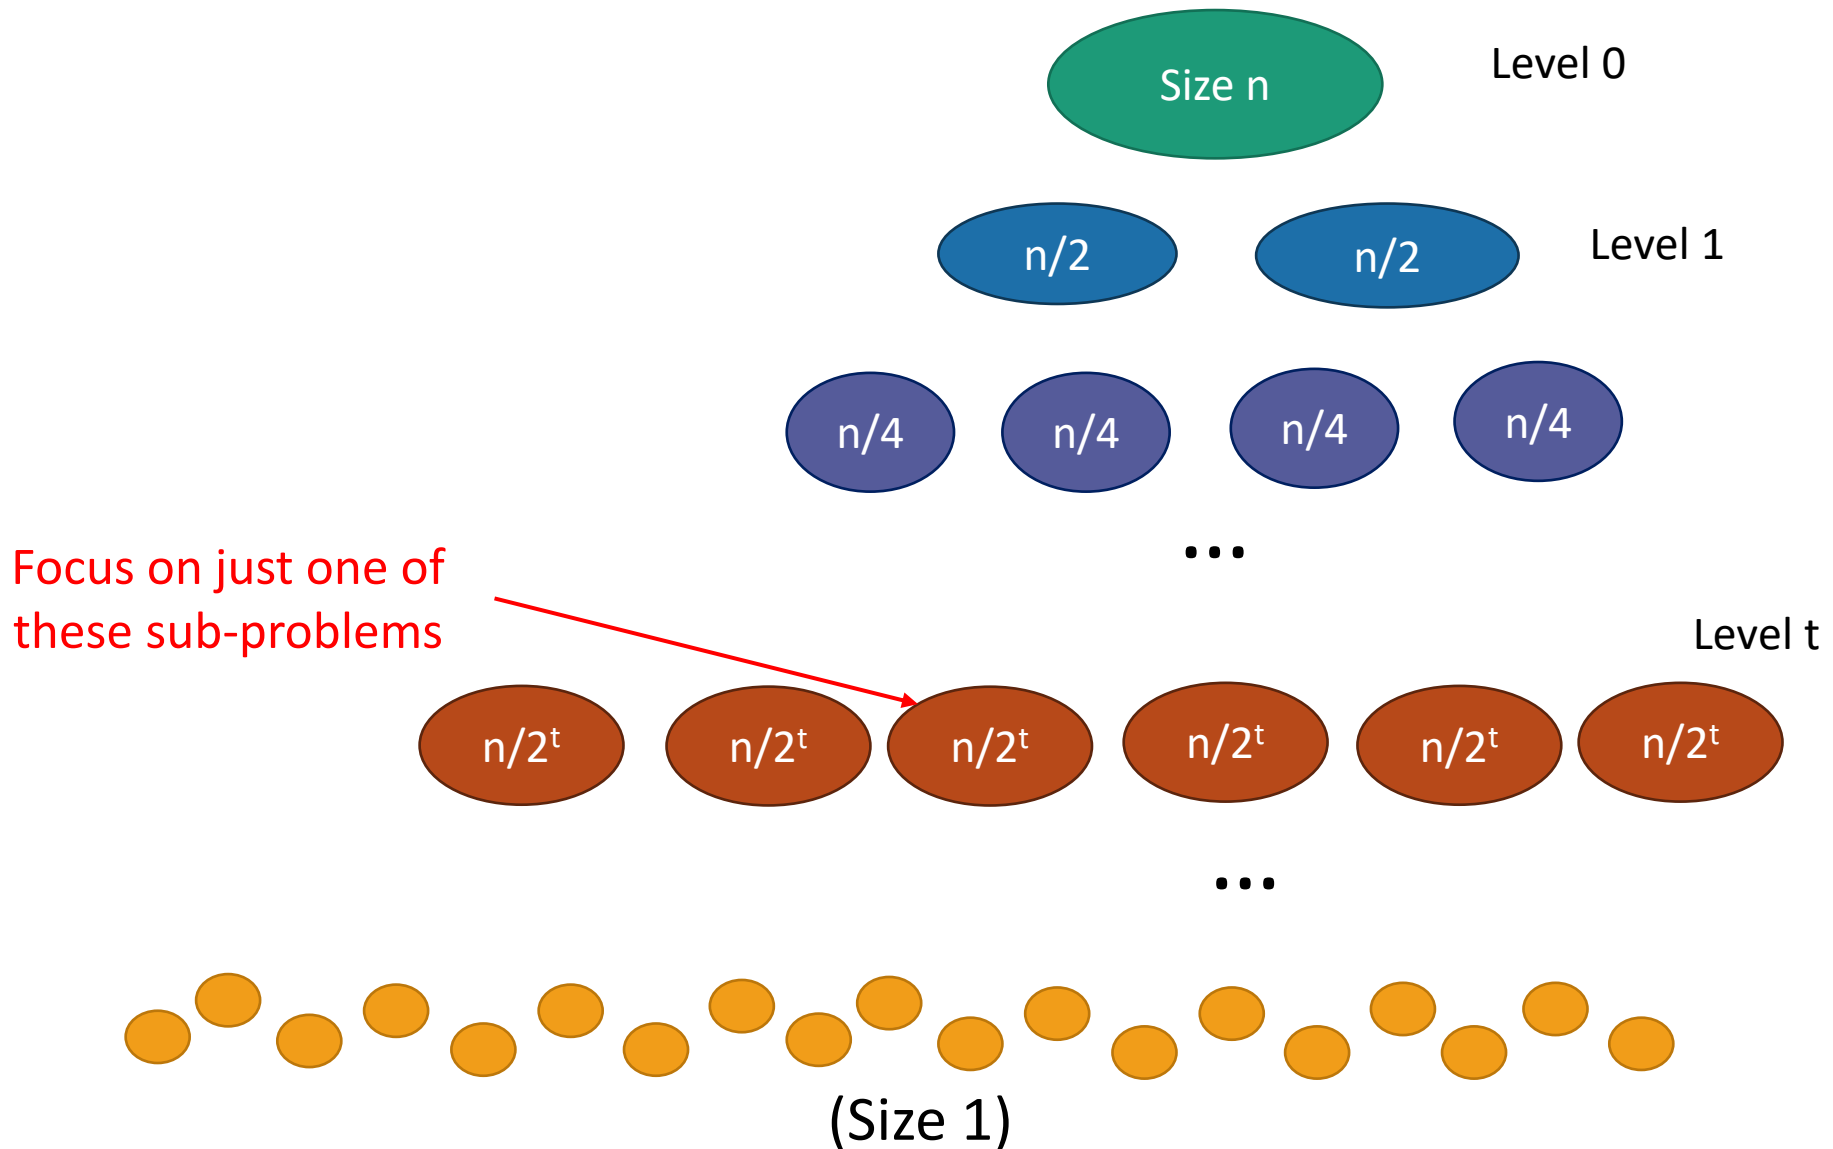 Size n
Level 0
n/2 n/2
Level 1
n/4 n/4 n/4 n/4
...
Focus on just one of
these sub-problems
Level t
n/2ᵗ n/2ᵗ n/2ᵗ n/2ᵗ n/2ᵗ n/2ᵗ
...
(Size 1)